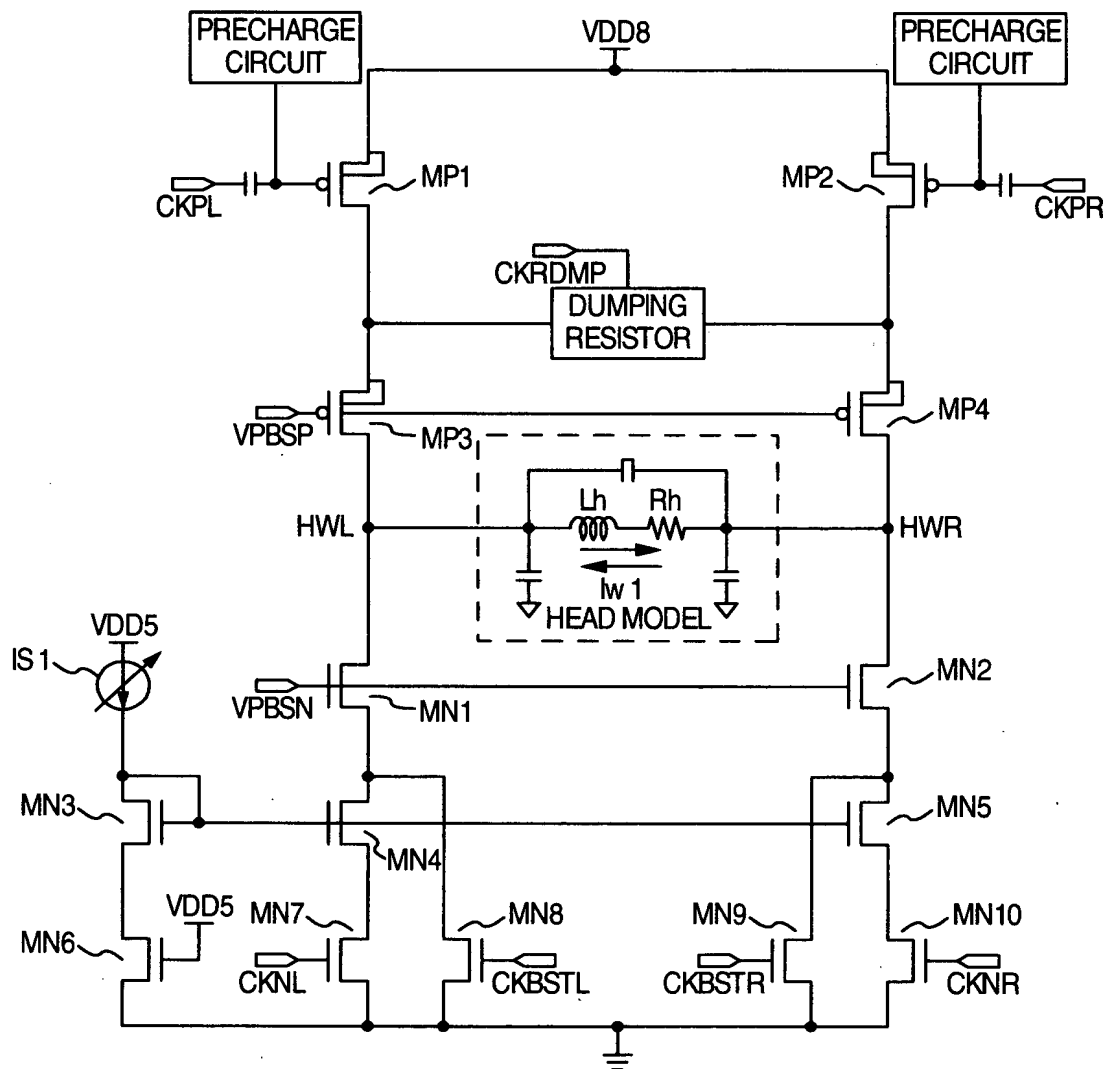 PRECHARGE
CIRCUIT
VDD8
PRECHARGE
CIRCUIT
CKPL
MP1
MP2
CKPR
CKRDMP
DUMPING
RESISTOR
VPBSP
MP3
MP4
HWL
Lh
Rh
HWR
Iw 1
HEAD MODEL
VDD5
IS 1
VPBSN
MN1
MN2
MN3
MN4
MN5
VDD5
MN6
MN7
MN8
MN9
MN10
CKNL
CKBSTL
CKBSTR
CKNR